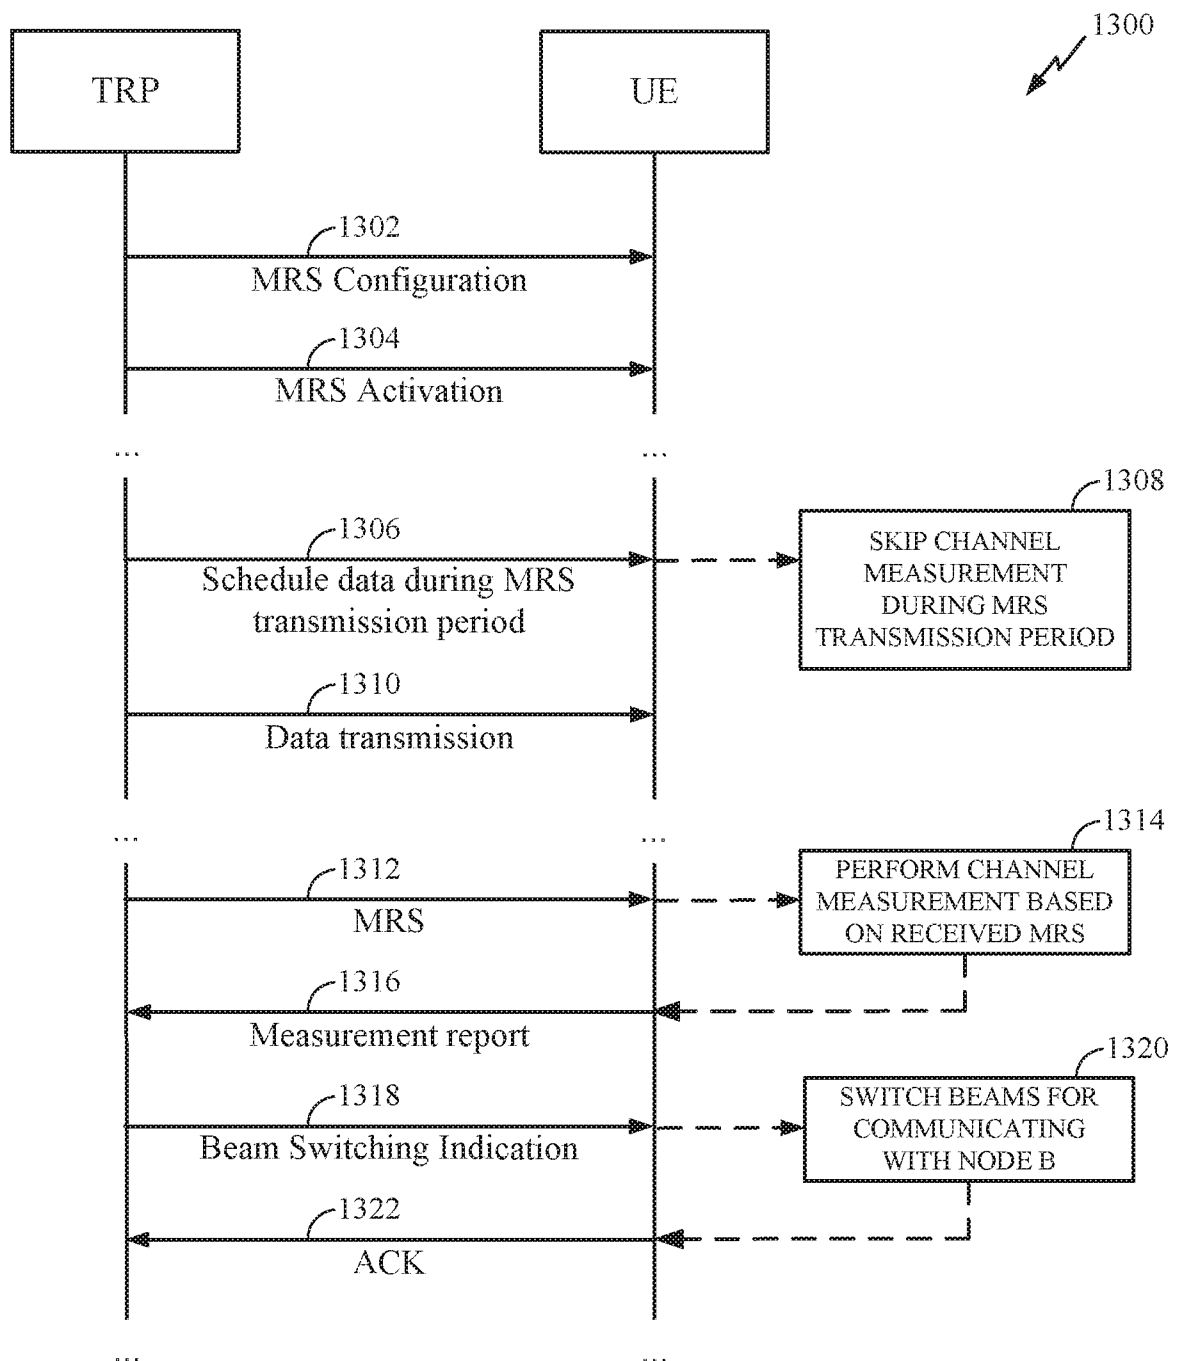 1300
TRP
UE
1302
MRS Configuration
1304
MRS Activation
...
...
1306
Schedule data during MRS
transmission period
1308
SKIP CHANNEL
MEASUREMENT
DURING MRS
TRANSMISSION PERIOD
1310
Data transmission
...
...
1312
MRS
1314
PERFORM CHANNEL
MEASUREMENT BASED
ON RECEIVED MRS
1316
Measurement report
1318
Beam Switching Indication
1320
SWITCH BEAMS FOR
COMMUNICATING
WITH NODE B
1322
ACK
...
...